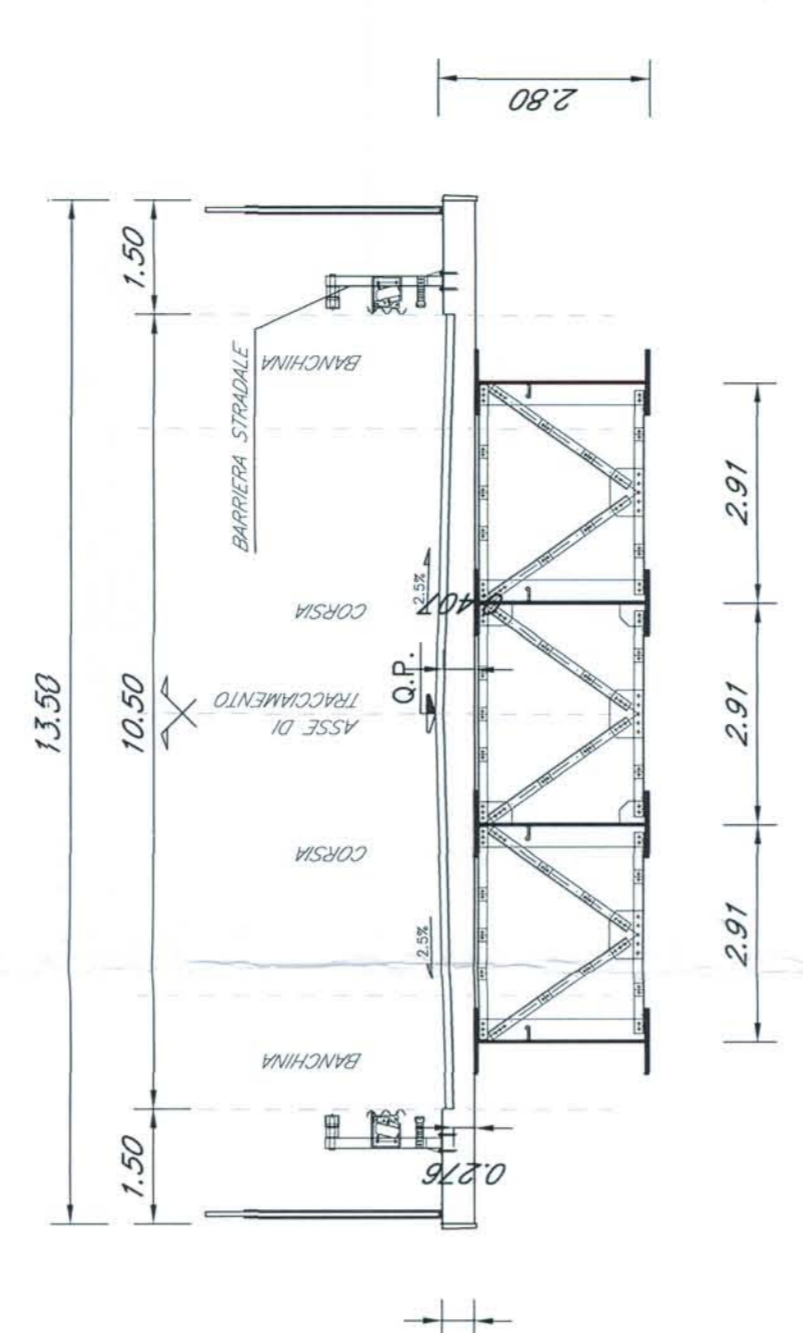 2.80
13.50
1.50
10.50
1.50
BARRIERA STRADALE
BANCHINA
CORSIA
ASSE DI
TRACCIAMENTO
CORSIA
BANCHINA
2.5%
0.407
Q.P.
2.5%
0.276
2.91
2.91
2.91